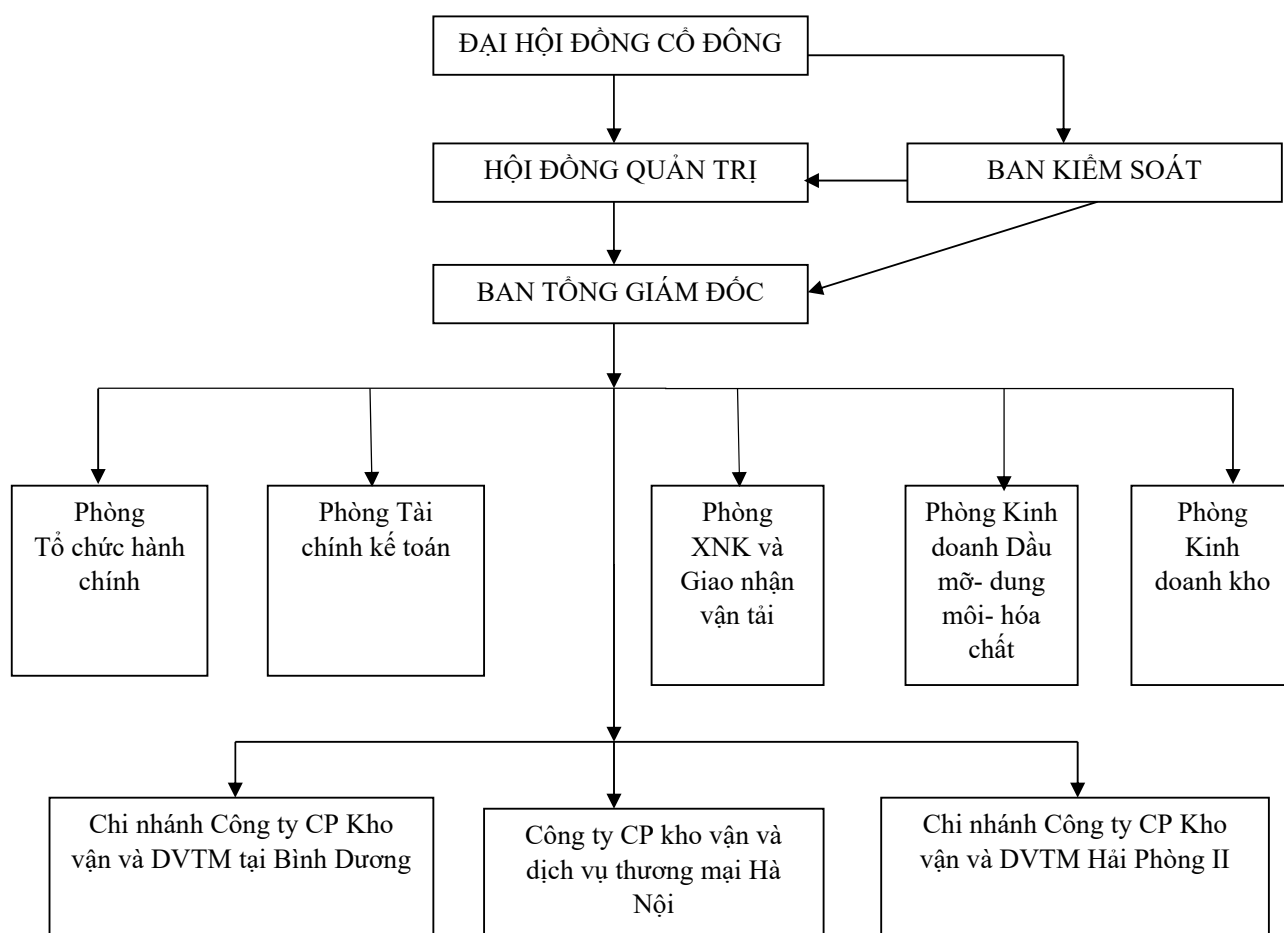 ĐẠI HỘI ĐỒNG CỔ ĐÔNG
HỘI ĐỒNG QUẢN TRỊ
BAN KIỂM SOÁT
BAN TỔNG GIÁM ĐỐC
Phòng
Tổ chức hành
chính
Phòng Tài
chính kế toán
Phòng
XNK và
Giao nhận
vận tải
Phòng Kinh
doanh Dầu
mỡ- dung
môi- hóa
chất
Phòng
Kinh
doanh kho
Chi nhánh Công ty CP Kho
vận và DVTM tại Bình Dương
Công ty CP kho vận và
dịch vụ thương mại Hà
Nội
Chi nhánh Công ty CP Kho
vận và DVTM Hải Phòng II